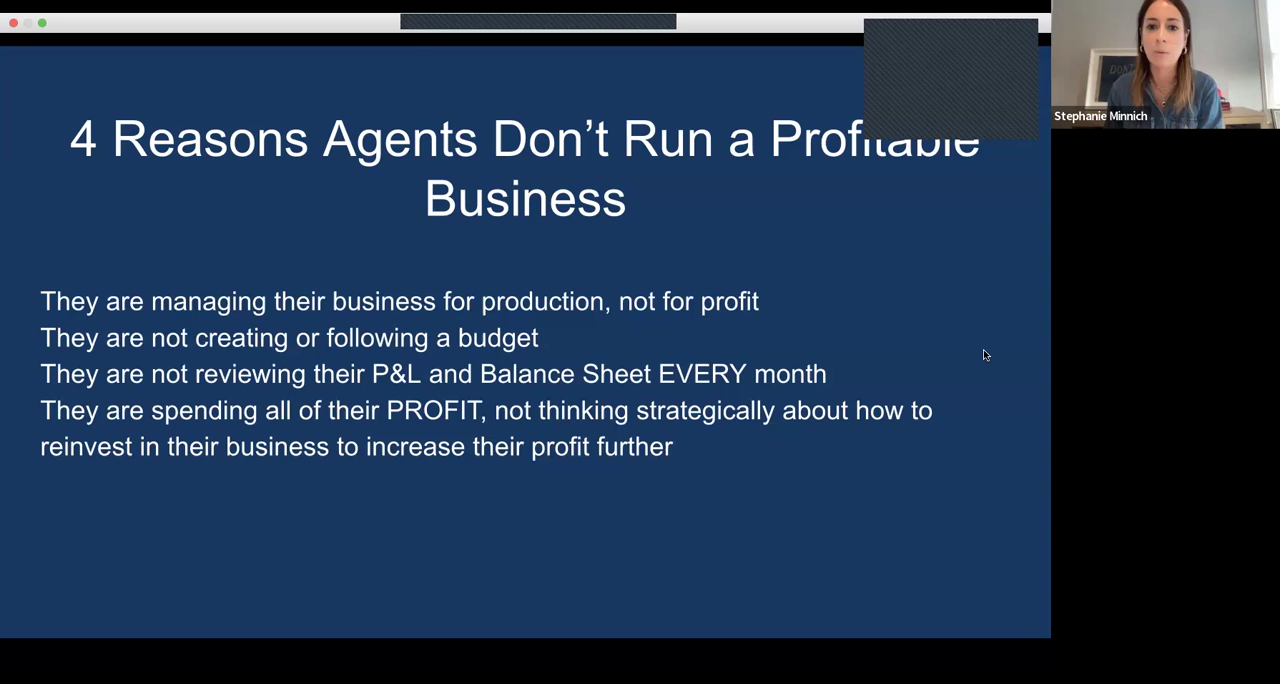 4 Reasons Agents Don’t Run a Profitable
Business
They are managing their business for production, not for profit
They are not creating or following a budget
They are not reviewing their P&L and Balance Sheet EVERY month
They are spending all of their PROFIT, not thinking strategically about how to
reinvest in their business to increase their profit further
Stephanie Minnich
DON'T